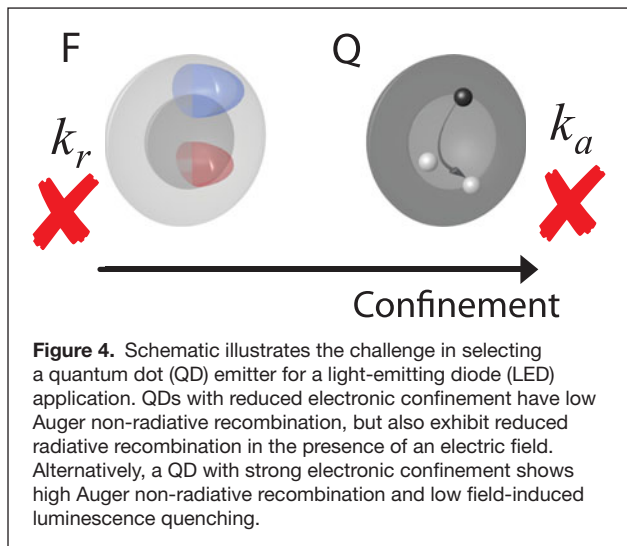 F
Q
kr
ka
Confinement
Figure 4. Schematic illustrates the challenge in selecting
a quantum dot (QD) emitter for a light-emitting diode (LED)
application. QDs with reduced electronic confinement have low
Auger non-radiative recombination, but also exhibit reduced
radiative recombination in the presence of an electric field.
Alternatively, a QD with strong electronic confinement shows
high Auger non-radiative recombination and low field-induced
luminescence quenching.